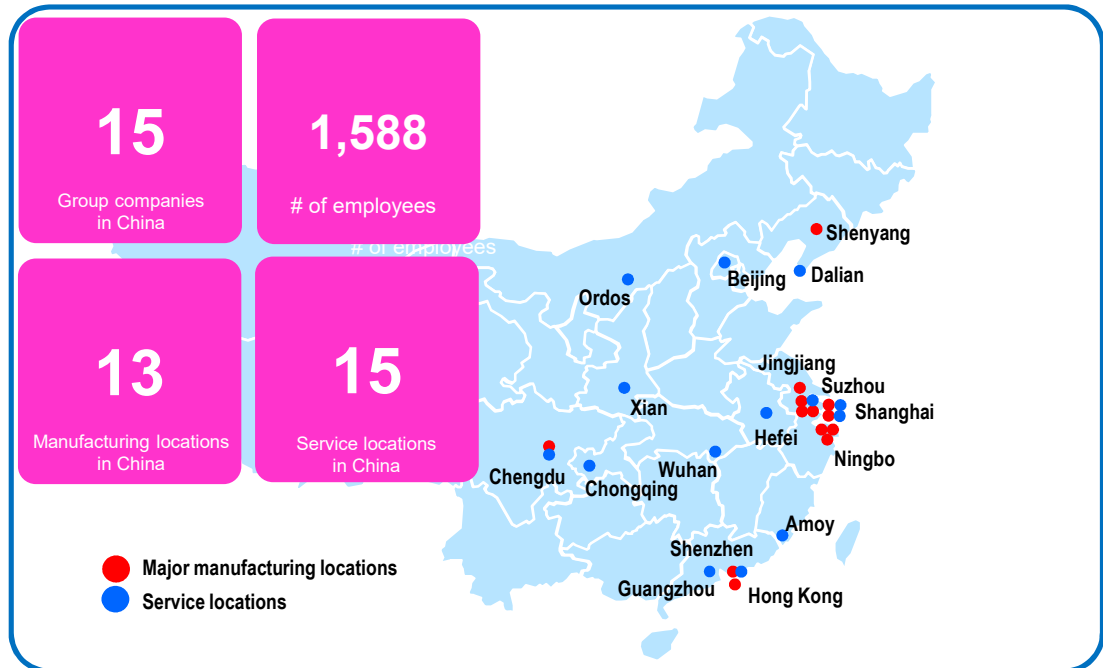 15
Group companies
in China
1,588
# of employees
# of employees
13
Manufacturing locations
in China
15
Service locations
in China
Shenyang
Beijing
Dalian
Ordos
Jingjiang
Suzhou
Xian
Shanghai
Hefei
Ningbo
Chengdu
Wuhan
Chongqing
Amoy
Shenzhen
Guangzhou
Hong Kong
Major manufacturing locations
Service locations